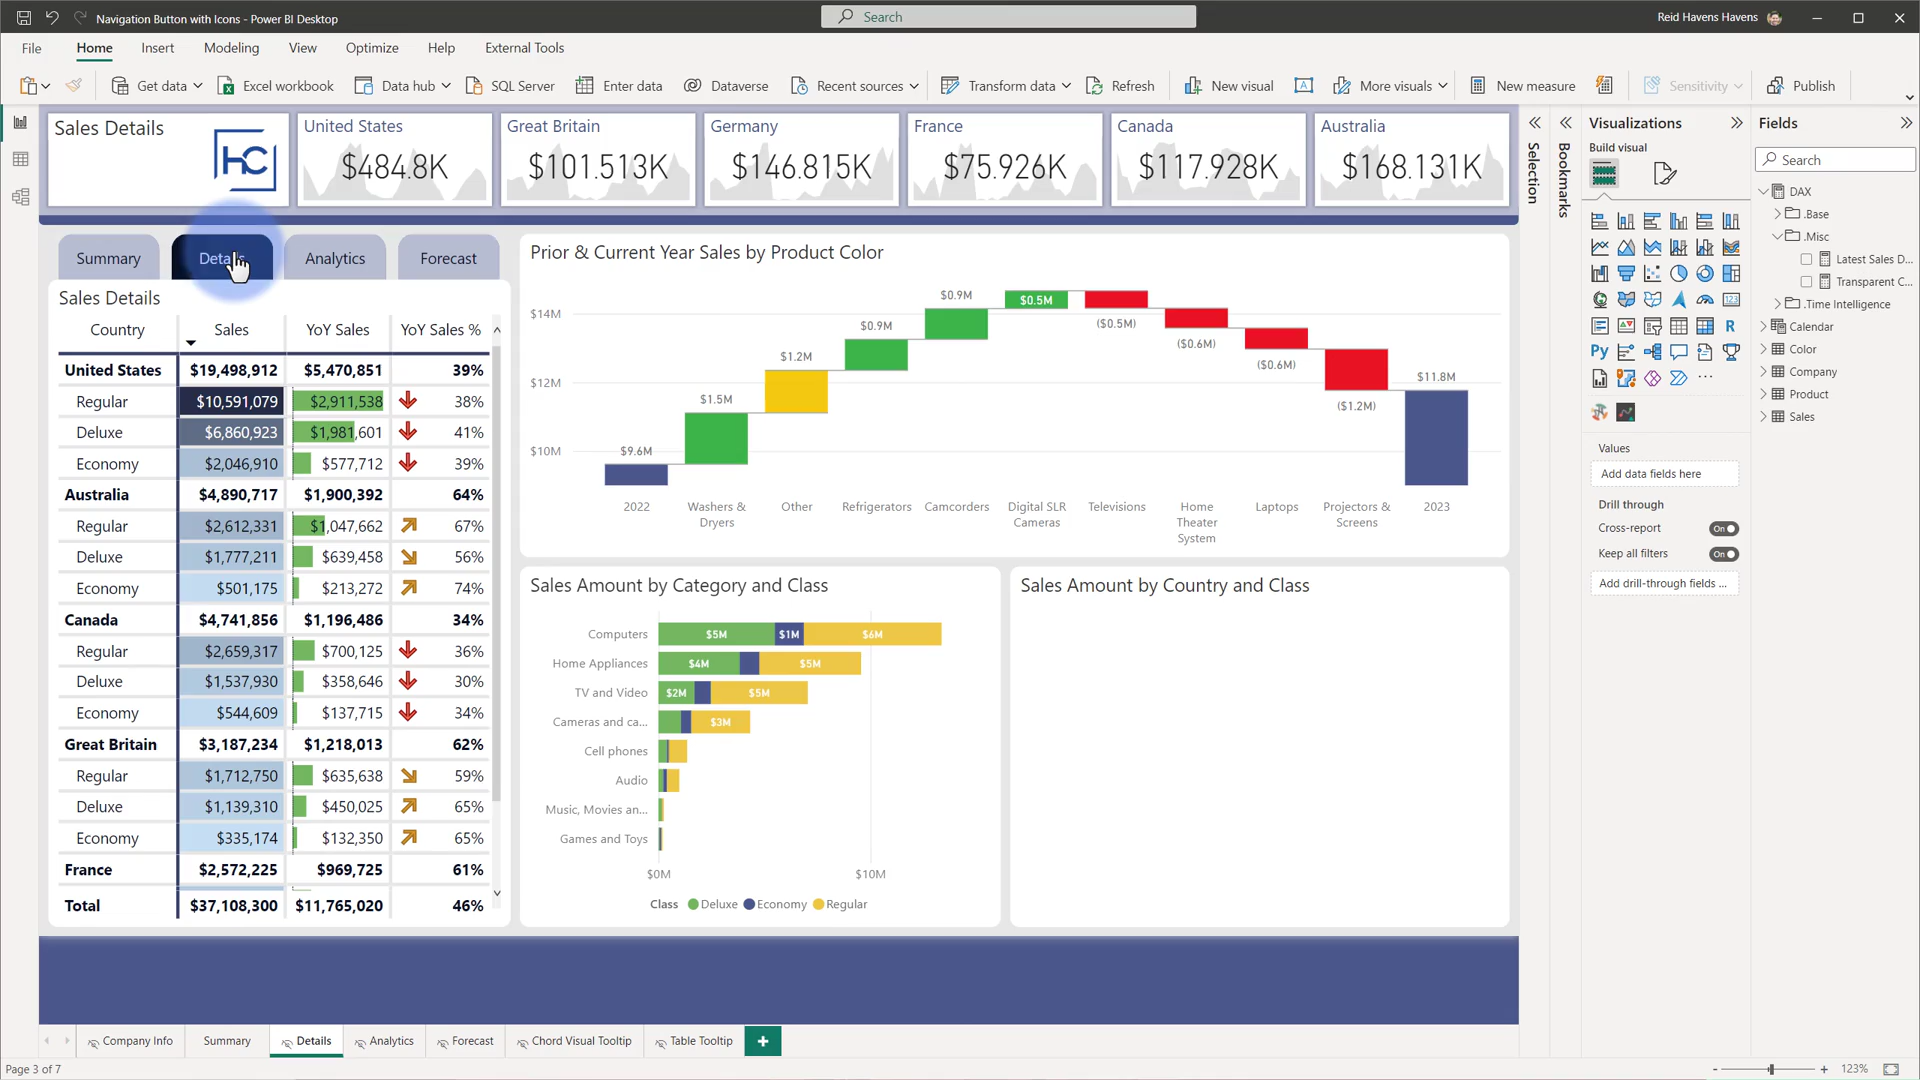 Navigation Button with Icons - Power BI Desktop
Search
Reid Havens Havens
File Home Insert Modeling View Optimize Help External Tools
Get data Excel workbook Data hub SQL Server Enter data Dataverse Recent sources Transform data Refresh New visual More visuals New measure Sensitivity Publish
Sales Details
HC
United States
$484.8K
Great Britain
$101.513K
Germany
$146.815K
France
$75.926K
Canada
$117.928K
Australia
$168.131K
Summary Details Analytics Forecast
Sales Details
Country Sales YoY Sales YoY Sales %
United States $19,498,912 $5,470,851 39%
Regular $10,591,079 $2,911,538 38%
Deluxe $6,860,923 $1,981,601 41%
Economy $2,046,910 $577,712 39%
Australia $4,890,717 $1,900,392 64%
Regular $2,612,331 $1,047,662 67%
Deluxe $1,777,211 $639,458 56%
Economy $501,175 $213,272 74%
Canada $4,741,856 $1,196,486 34%
Regular $2,659,317 $700,125 36%
Deluxe $1,537,930 $358,646 30%
Economy $544,609 $137,715 34%
Great Britain $3,187,234 $1,218,013 62%
Regular $1,712,750 $635,638 59%
Deluxe $1,139,310 $450,025 65%
Economy $335,174 $132,350 65%
France $2,572,225 $969,725 61%
Total $37,108,300 $11,765,020 46%
Prior & Current Year Sales by Product Color
$14M
$12M
$10M
$9.6M
$1.5M
$1.2M
$0.9M
$0.9M
$0.5M
($0.5M)
($0.6M)
($0.6M)
($1.2M)
$11.8M
2022
Washers &
Dryers
Other
Refrigerators
Camcorders
Digital SLR
Cameras
Televisions
Home
Theater
System
Laptops
Projectors &
Screens
2023
Sales Amount by Category and Class
Computers $5M $1M $6M
Home Appliances $4M $5M
TV and Video $2M $5M
Cameras and ca... $3M
Cell phones
Audio
Music, Movies an...
Games and Toys
$0M $10M
Class Deluxe Economy Regular
Sales Amount by Country and Class
Selection
Bookmarks
Visualizations
Build visual
R
Py
123
...
Values
Add data fields here
Drill through
Cross-report On
Keep all filters On
Add drill-through fields ...
Fields
Search
DAX
.Base
.Misc
Latest Sales D...
Transparent C...
.Time Intelligence
Calendar
Color
Company
Product
Sales
Company Info Summary Details Analytics Forecast Chord Visual Tooltip Table Tooltip +
Page 3 of 7
- + 123%